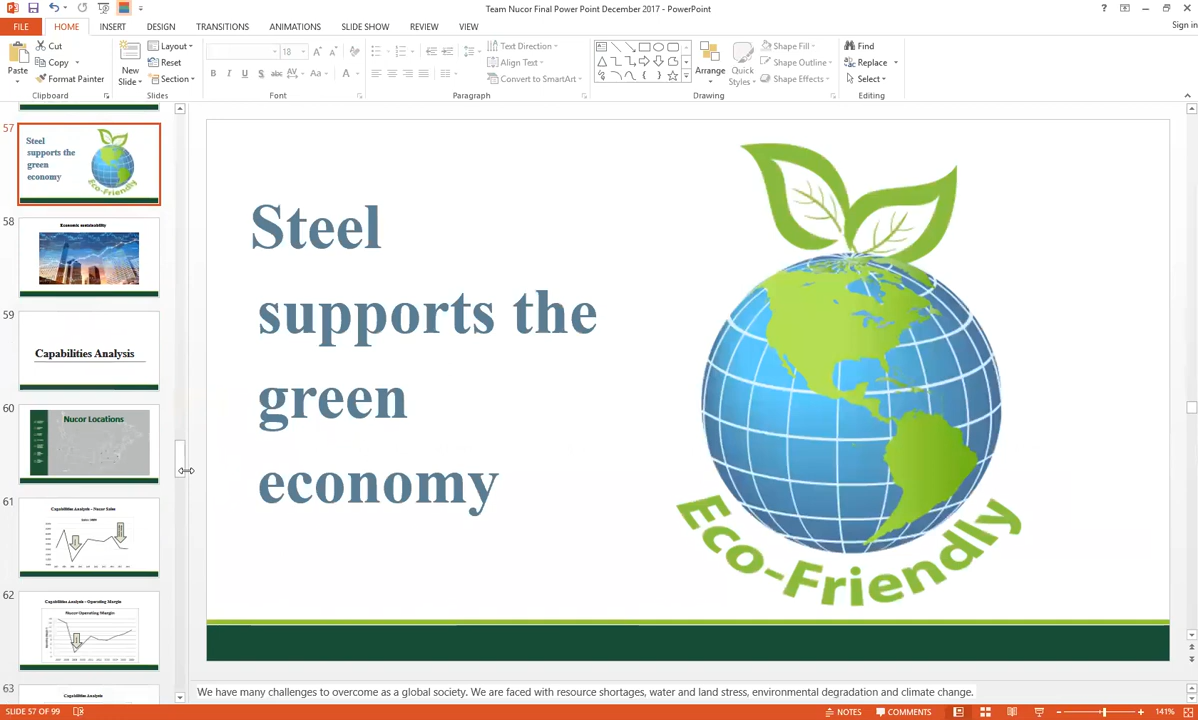 Team Nucor Final Power Point December 2017 - PowerPoint
Sign in
FILE HOME INSERT DESIGN TRANSITIONS ANIMATIONS SLIDE SHOW REVIEW VIEW
Paste
Cut
Copy
Format Painter
Clipboard
New
Slide
Layout
Reset
Section
Slides
18
Font
Text Direction
Align Text
Convert to SmartArt
Paragraph
Arrange
Quick
Styles
Shape Fill
Shape Outline
Shape Effects
Drawing
Find
Replace
Select
Editing
57
Steel
supports the
green
economy
Eco-Friendly
58
Economic sustainability
59
Capabilities Analysis
60
Nucor Locations
61
Capabilities Analysis - Nucor Sales
62
Capabilities Analysis - Operating Margin
Nucor Operating Margin
63
Capabilities Analysis
Steel
supports the
green
economy
Eco-Friendly
We have many challenges to overcome as a global society. We are faced with resource shortages, water and land stress, environmental degradation and climate change.
SLIDE 57 OF 99
NOTES
COMMENTS
141%